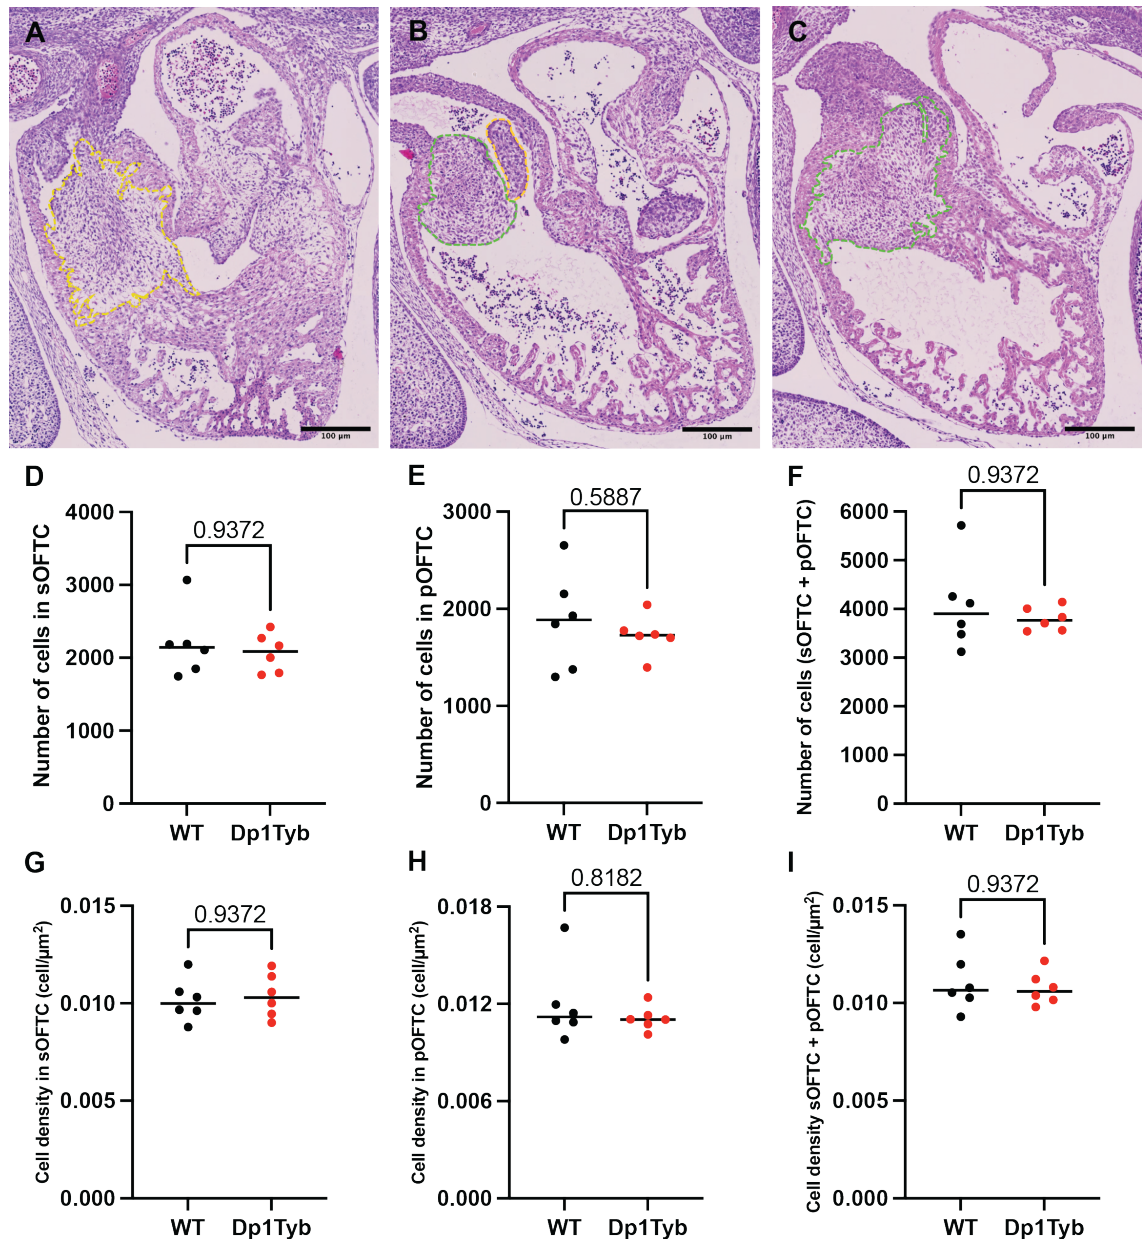 A
B
C
100 µm
100 µm
100 µm
D
0.9372
Number of cells in sOFTC
4000
3000
2000
1000
0
WT
Dp1Tyb
E
0.5887
Number of cells in pOFTC
3000
2000
1000
0
WT
Dp1Tyb
F
0.9372
Number of cells (sOFTC + pOFTC)
6000
5000
4000
3000
2000
1000
0
WT
Dp1Tyb
G
0.9372
Cell density in sOFTC (cell/µm²)
0.015
0.010
0.005
0.000
WT
Dp1Tyb
H
0.8182
Cell density in pOFTC (cell/µm²)
0.018
0.012
0.006
0.000
WT
Dp1Tyb
I
0.9372
Cell density sOFTC + pOFTC (cell/µm²)
0.015
0.010
0.005
0.000
WT
Dp1Tyb